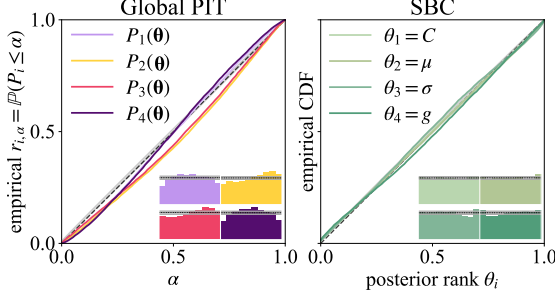 Global PIT
SBC
empirical r_{i,α} = ℙ(P_i ≤ α)
1.0
0.5
0.0
P_1(θ)
P_2(θ)
P_3(θ)
P_4(θ)
0.0
0.5
1.0
α
empirical CDF
θ_1 = C
θ_2 = μ
θ_3 = σ
θ_4 = g
0.5
1.0
posterior rank θ_i
0.0